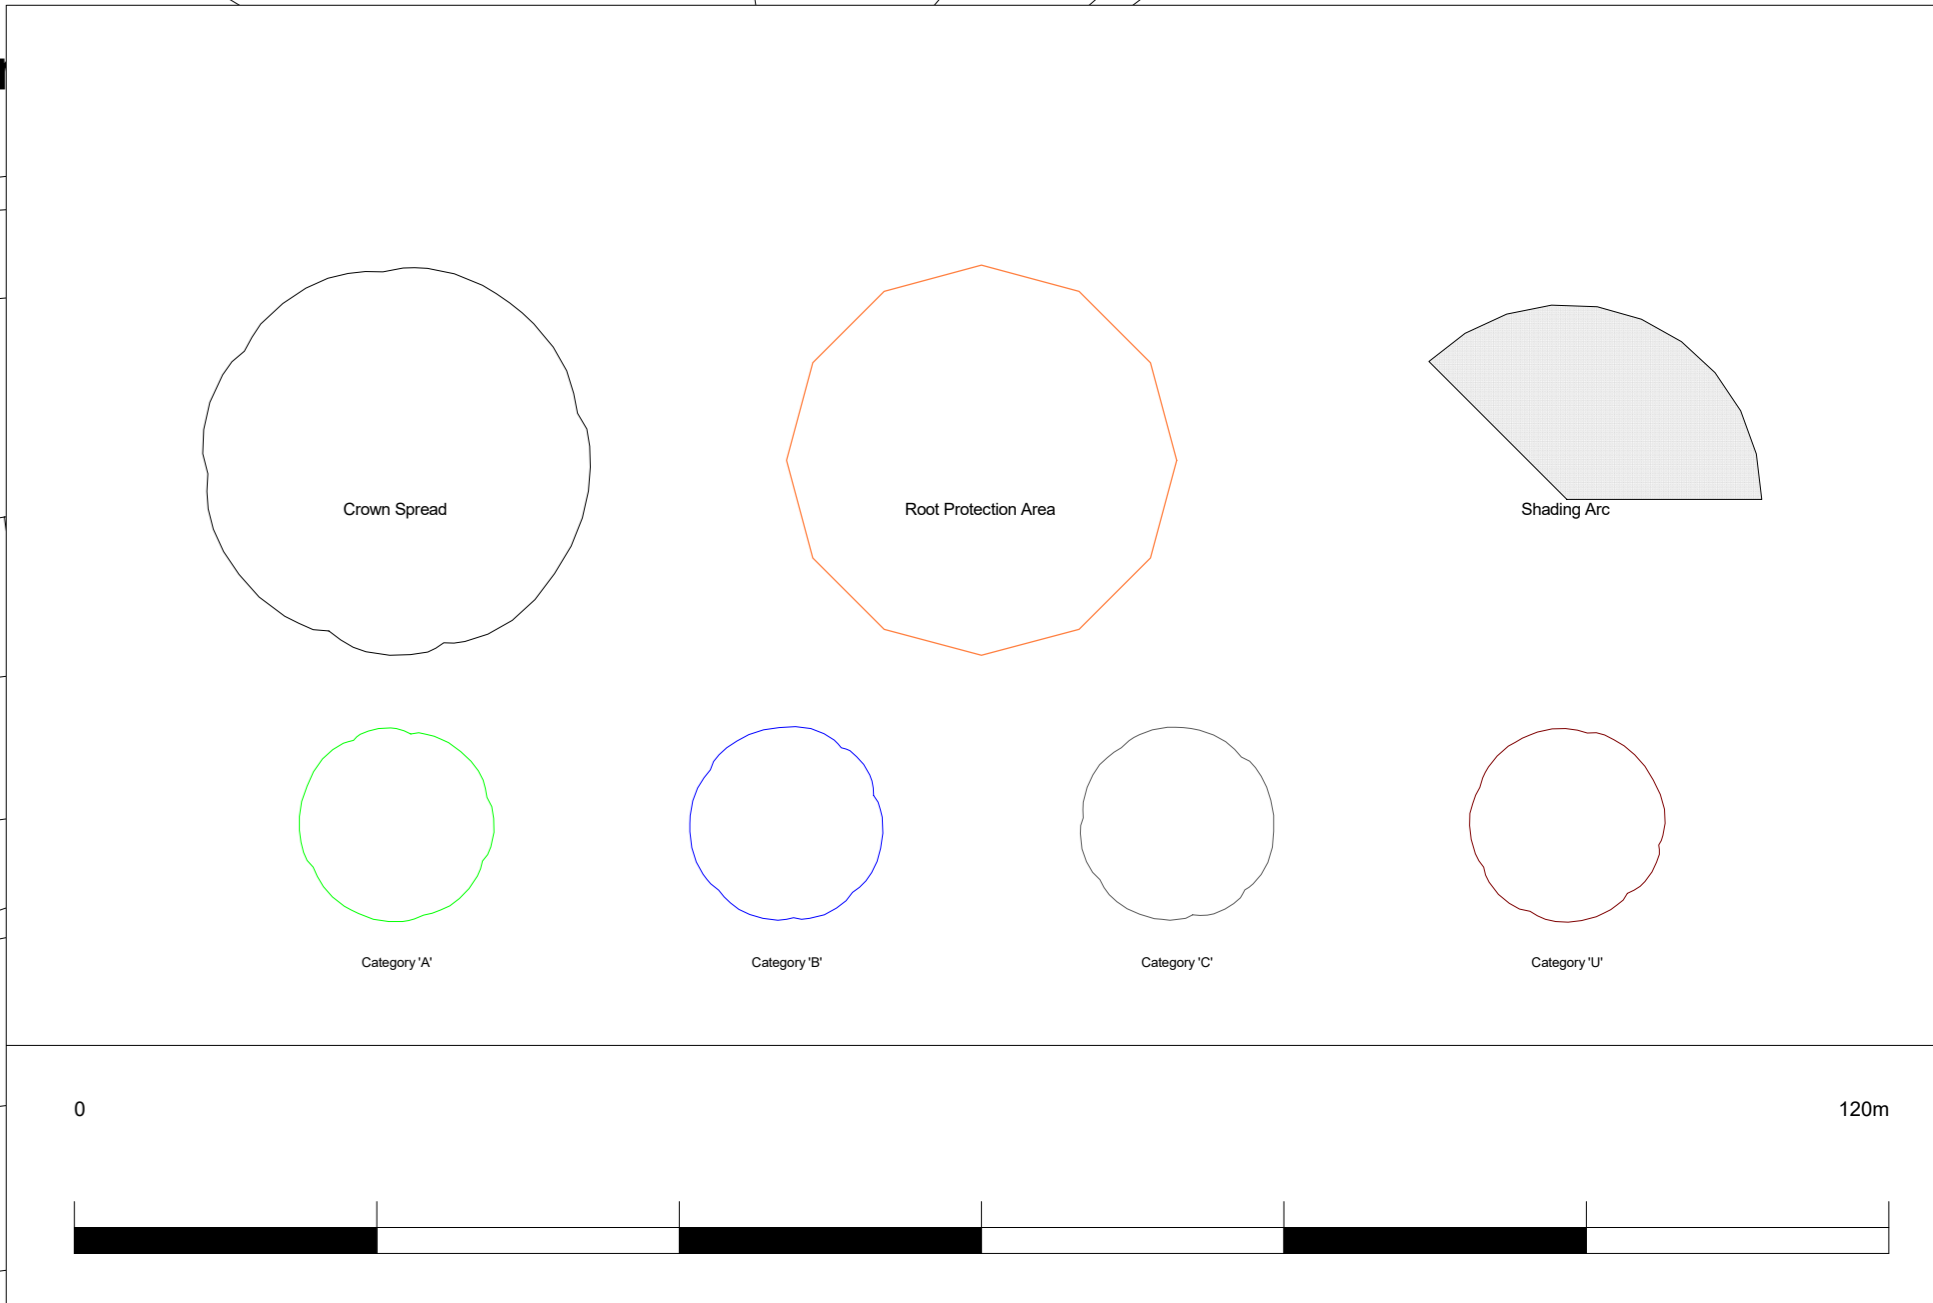 Crown Spread
Root Protection Area
Shading Arc
Category 'A'
Category 'B'
Category 'C'
Category 'U'
0
120m